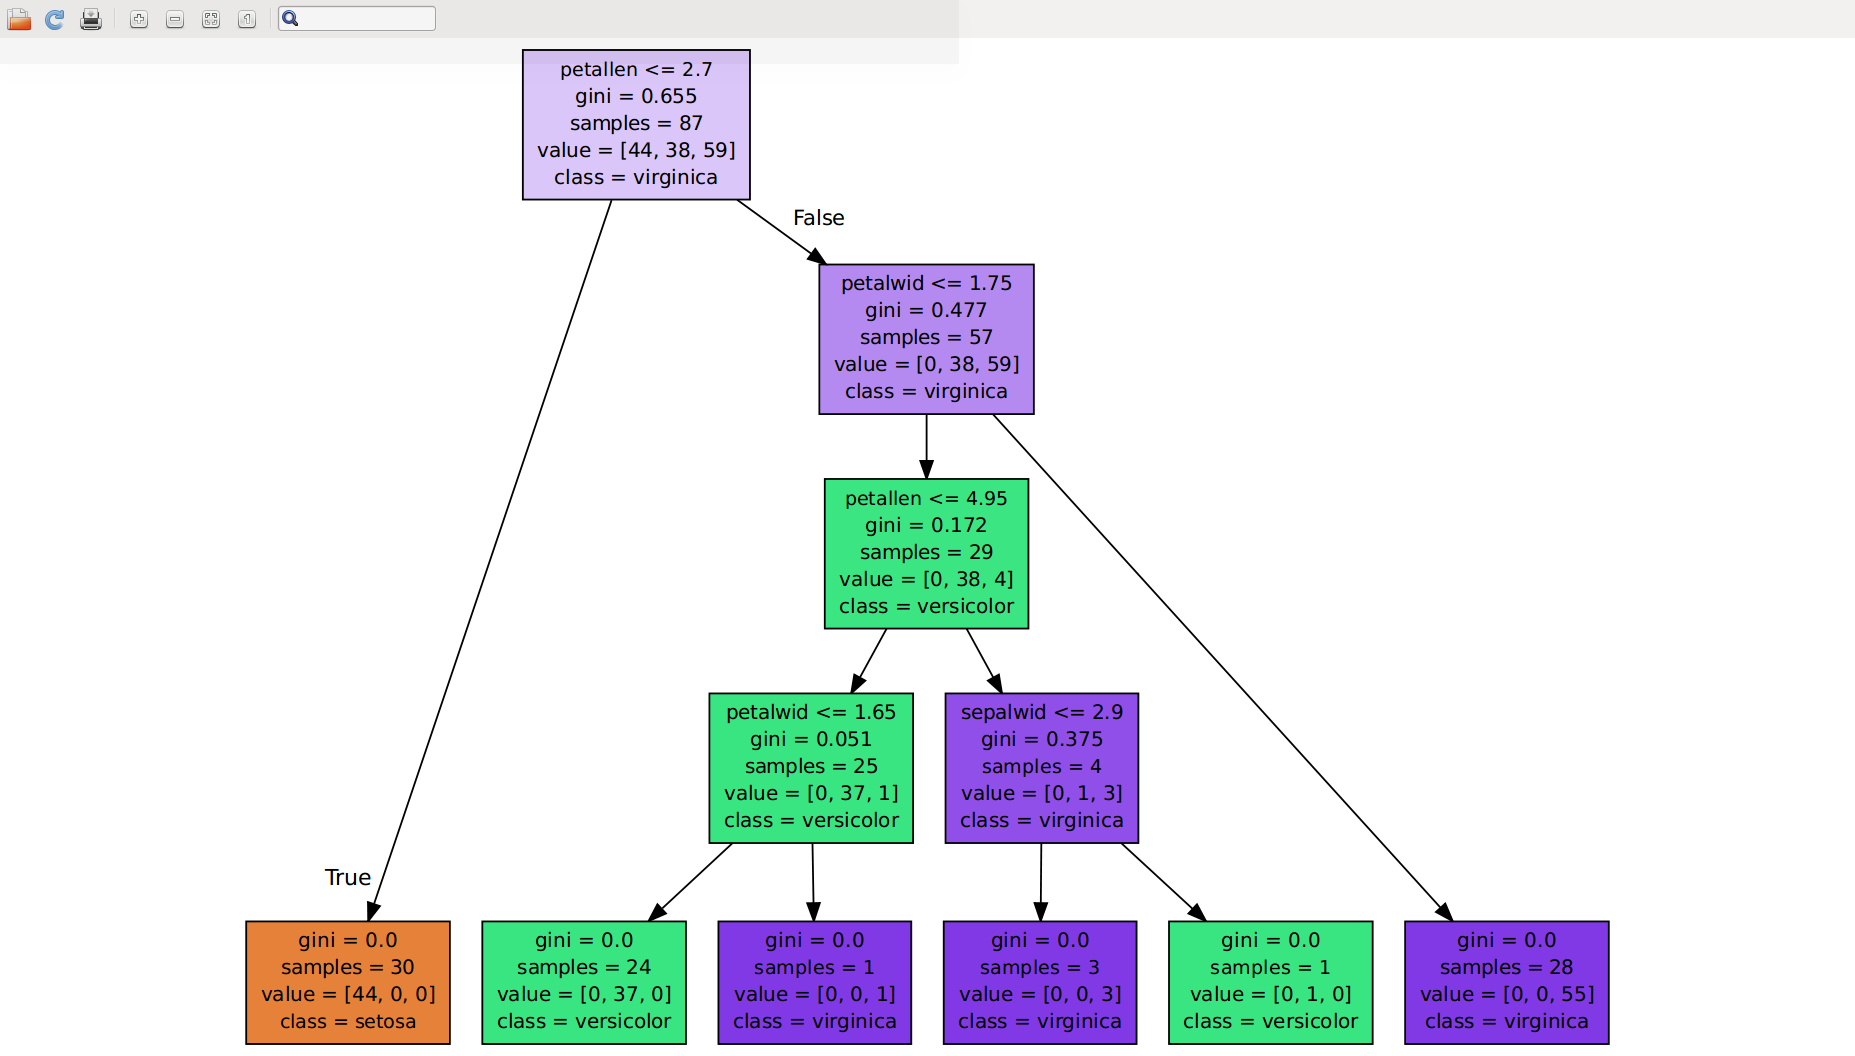 petallen <= 2.7
gini = 0.655
samples = 87
value = [44, 38, 59]
class = virginica
False
petalwid <= 1.75
gini = 0.477
samples = 57
value = [0, 38, 59]
class = virginica
petallen <= 4.95
gini = 0.172
samples = 29
value = [0, 38, 4]
class = versicolor
petalwid <= 1.65
gini = 0.051
samples = 25
value = [0, 37, 1]
class = versicolor
sepalwid <= 2.9
gini = 0.375
samples = 4
value = [0, 1, 3]
class = virginica
True
gini = 0.0
samples = 30
value = [44, 0, 0]
class = setosa
gini = 0.0
samples = 24
value = [0, 37, 0]
class = versicolor
gini = 0.0
samples = 1
value = [0, 0, 1]
class = virginica
gini = 0.0
samples = 3
value = [0, 0, 3]
class = virginica
gini = 0.0
samples = 1
value = [0, 1, 0]
class = versicolor
gini = 0.0
samples = 28
value = [0, 0, 55]
class = virginica